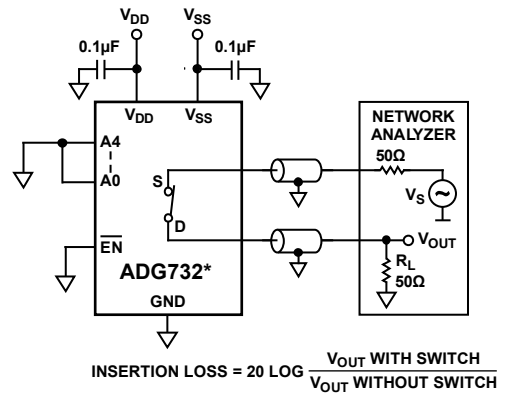 VDD VSS
0.1µF 0.1µF
VDD VSS
A4
A0
EN
S
D
ADG732*
GND
NETWORK
ANALYZER
50Ω
VS
VOUT
RL
50Ω
INSERTION LOSS = 20 LOG VOUT WITH SWITCH
VOUT WITHOUT SWITCH